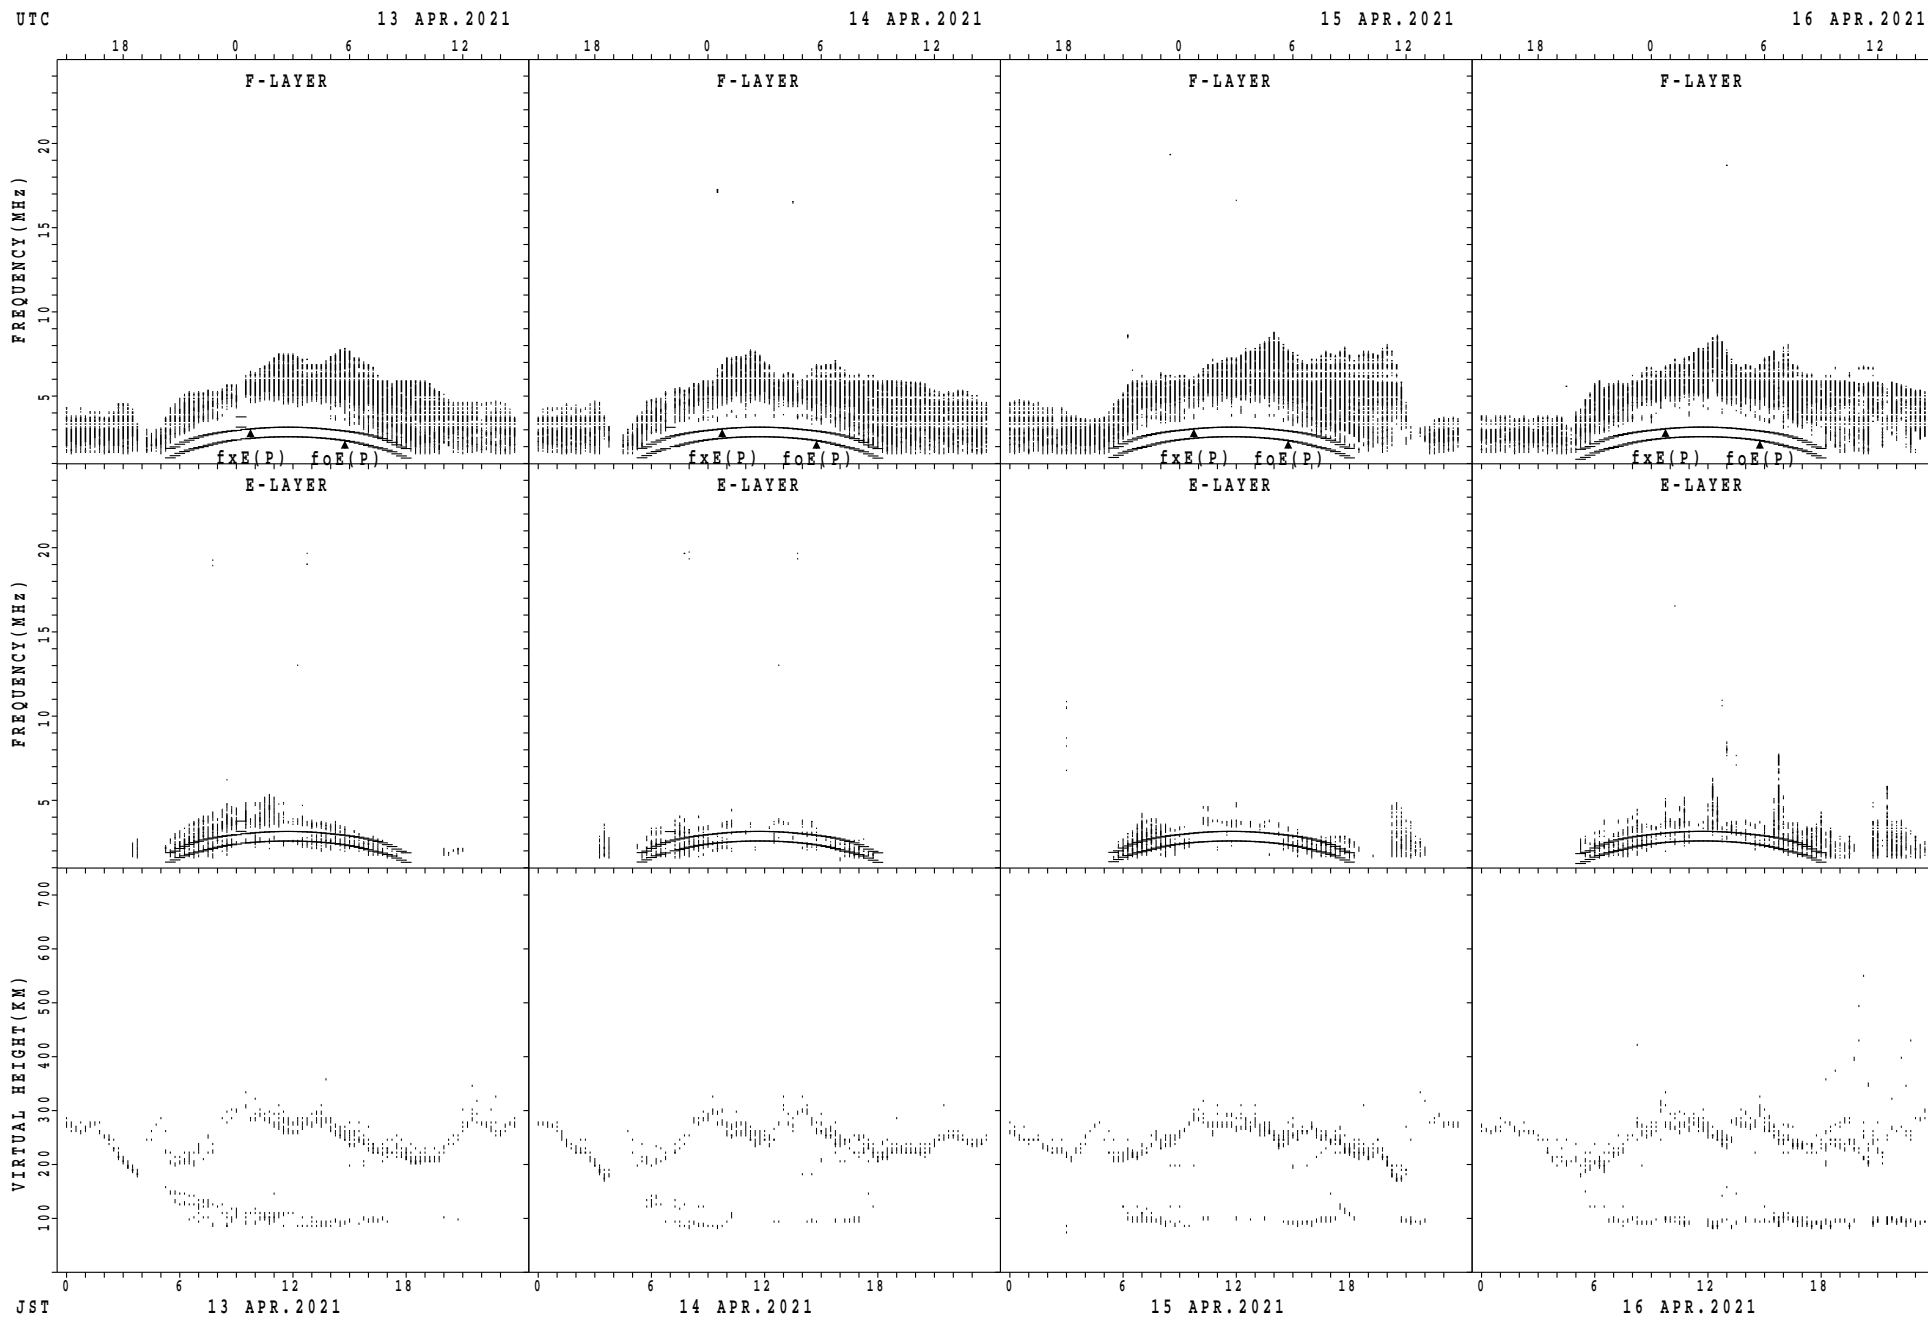 UTC 13 APR.2021 14 APR.2021 15 APR.2021 16 APR.2021
18 0 6 12 18 0 6 12 18 0 6 12 18 0 6 12
F-LAYER F-LAYER F-LAYER F-LAYER
FREQUENCY(MHz)
20
15
10
5
fxE(P) foE(P) fxE(P) foE(P) fxE(P) foE(P) fxE(P) foE(P)
E-LAYER E-LAYER E-LAYER E-LAYER
FREQUENCY(MHz)
20
15
10
5
VIRTUAL HEIGHT(KM)
700
600
500
400
300
200
100
0 6 12 18 0 6 12 18 0 6 12 18 0 6 12 18
JST 13 APR.2021 14 APR.2021 15 APR.2021 16 APR.2021